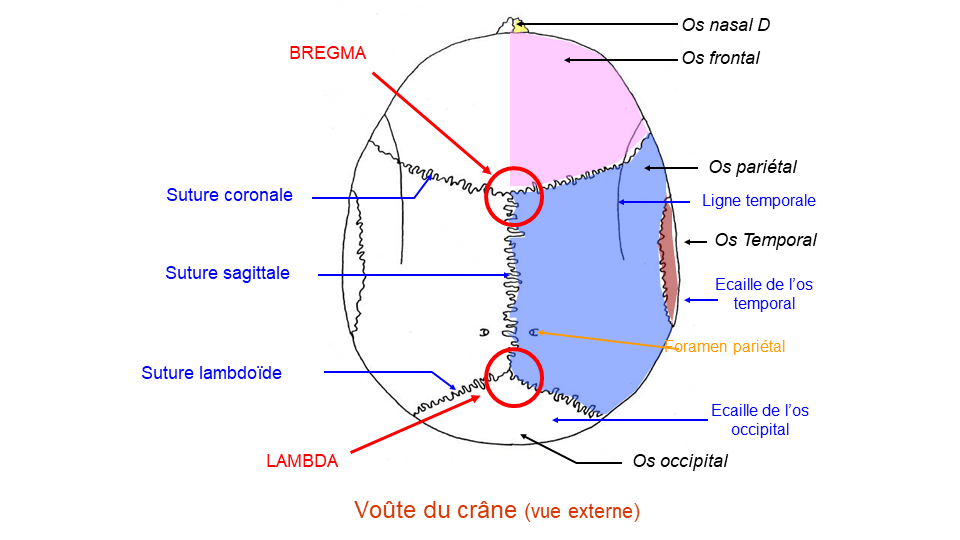 Os nasal D
BREGMA
Os frontal
Os pariétal
Suture coronale
Ligne temporale
Os Temporal
Suture sagittale
Ecaille de l’os
temporal
Foramen pariétal
Suture lambdoïde
Ecaille de l’os
occipital
LAMBDA
Os occipital
Voûte du crâne (vue externe)